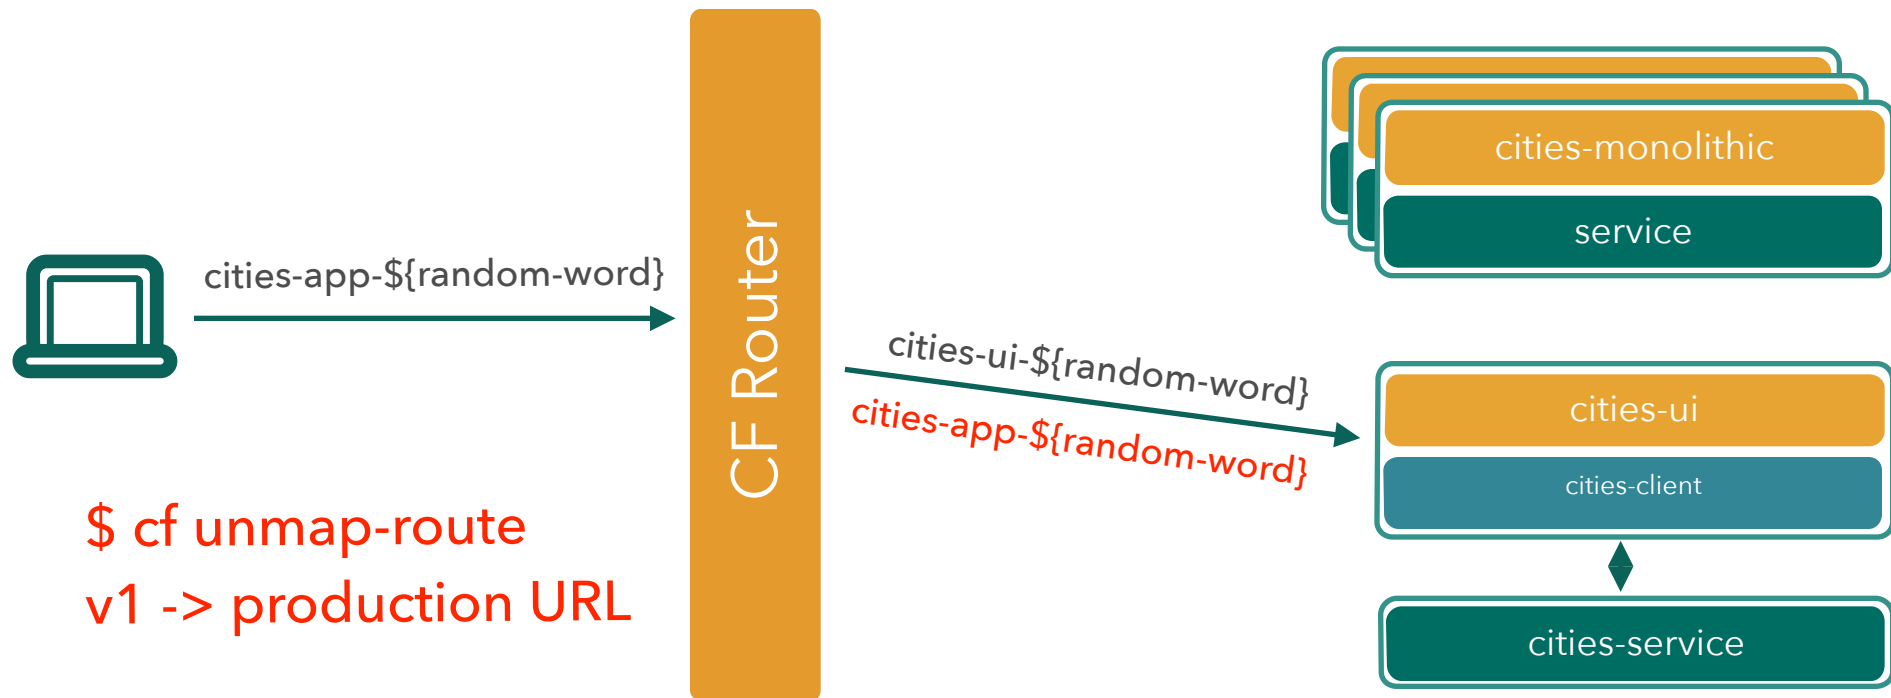 cities-app-${random-word}
$ cf unmap-route
v1 -> production URL
CF Router
cities-ui-${random-word}
cities-app-${random-word}
cities-monolithic
service
cities-ui
cities-client
cities-service